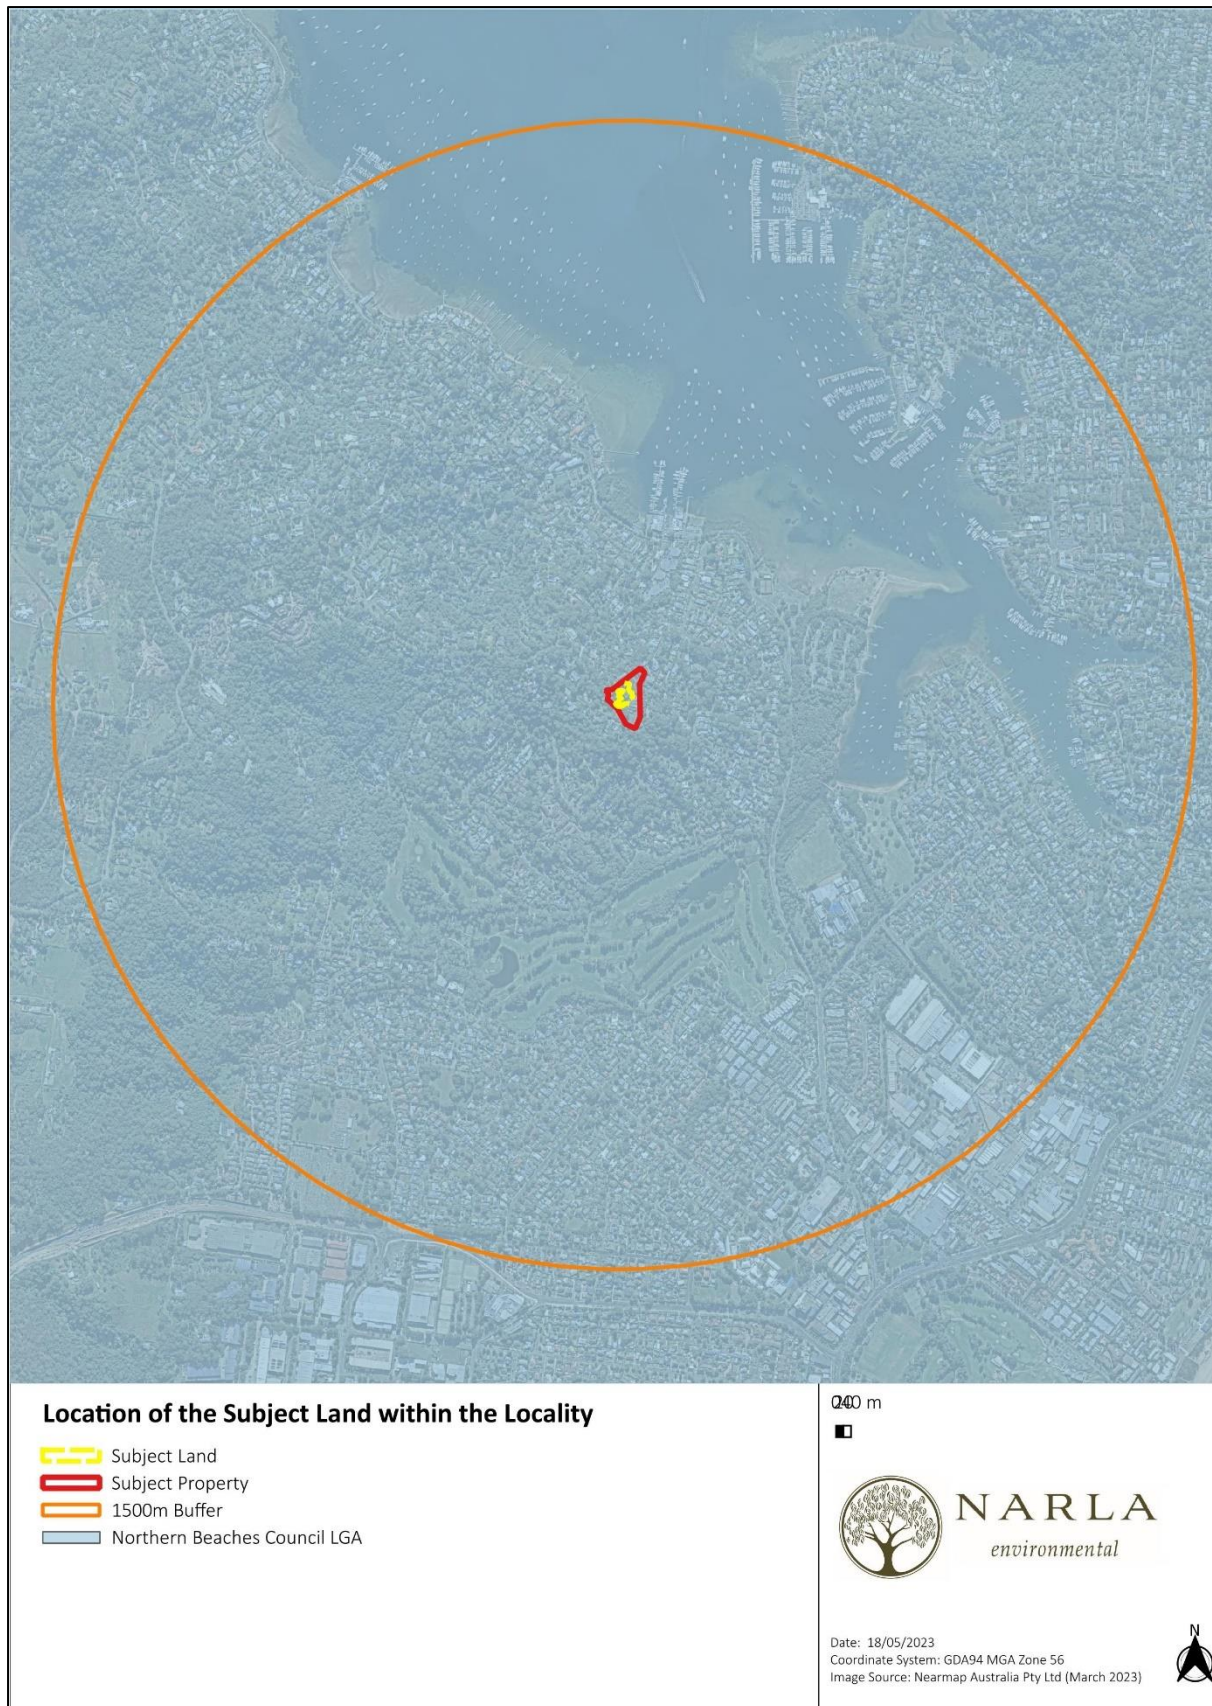 Location of the Subject Land within the Locality
Subject Land
Subject Property
1500m Buffer
Northern Beaches Council LGA
40 m
NARLA
environmental
Date: 18/05/2023
Coordinate System: GDA94 MGA Zone 56
Image Source: Nearmap Australia Pty Ltd (March 2023)
N